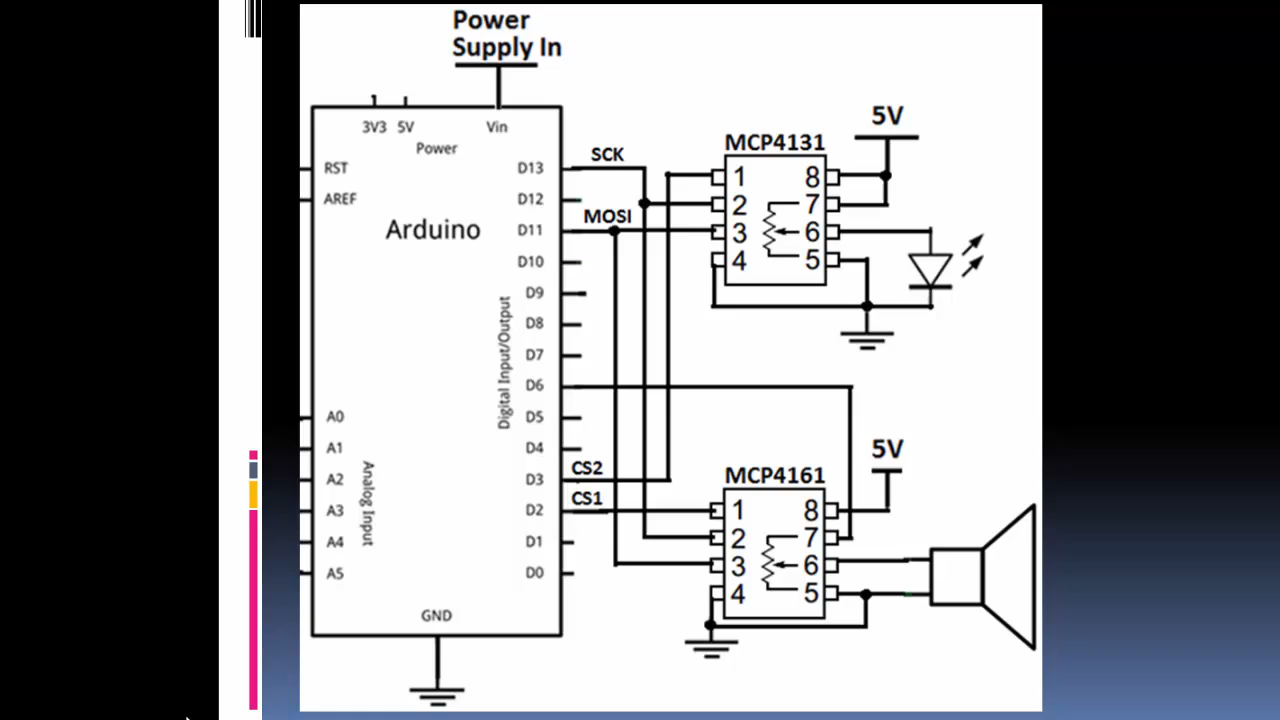 Power
Supply In
3V3 5V Vin
Power
RST
AREF
Arduino
Digital Input/Output
Analog Input
A0
A1
A2
A3
A4
A5
GND
D13
D12
D11
D10
D9
D8
D7
D6
D5
D4
D3
D2
D1
D0
SCK
MOSI
CS2
CS1
MCP4131
5V
1 8
2 7
3 6
4 5
MCP4161
5V
1 8
2 7
3 6
4 5